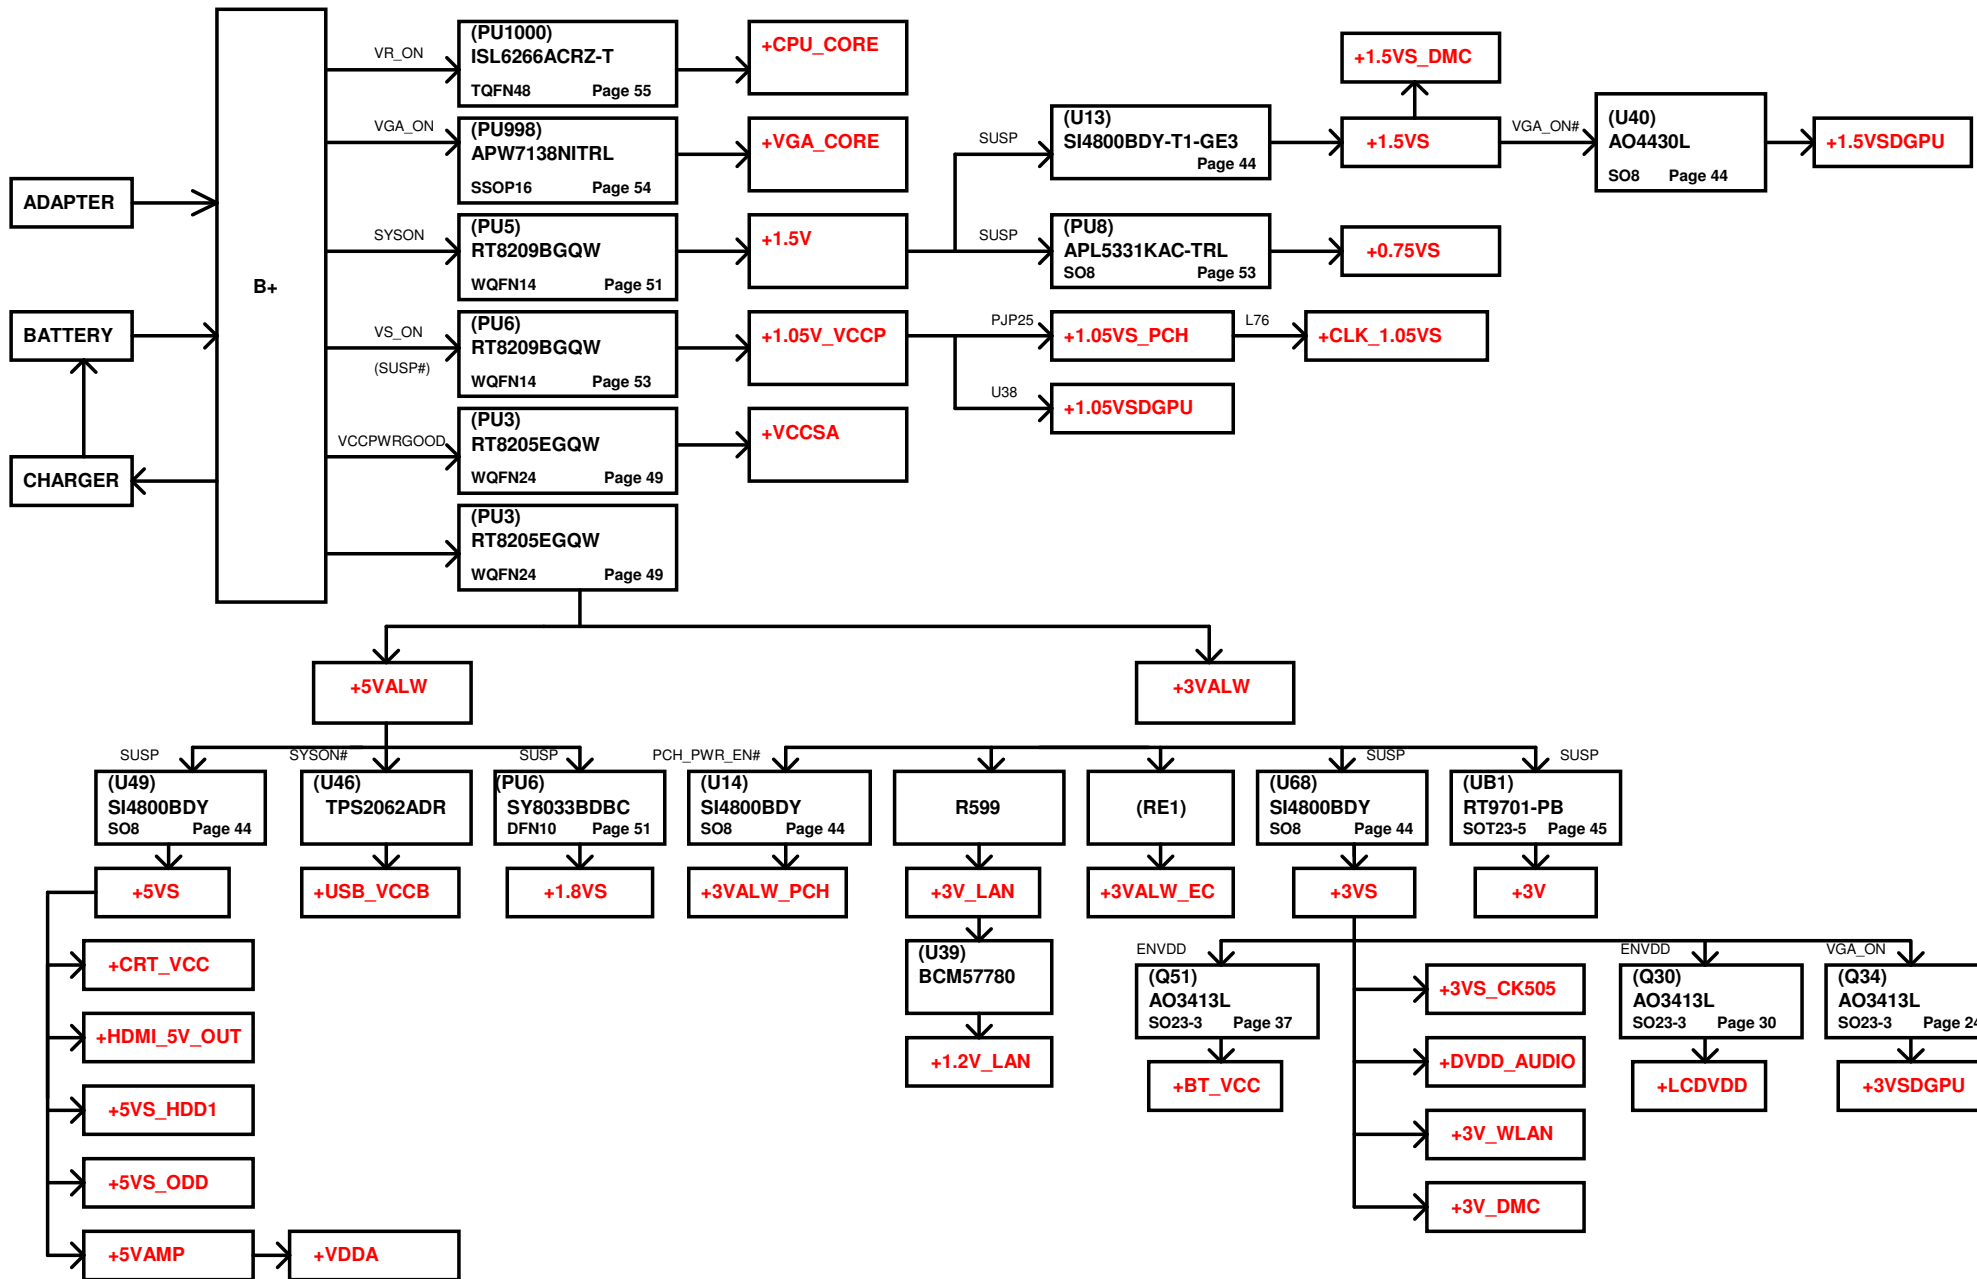 ADAPTER
BATTERY
CHARGER
B+
VR_ON
(PU1000)
ISL6266ACRZ-T
TQFN48 Page 55
+CPU_CORE
VGA_ON
(PU998)
APW7138NITRL
SSOP16 Page 54
+VGA_CORE
SYSON
(PU5)
RT8209BGQW
WQFN14 Page 51
+1.5V
SUSP
(U13)
SI4800BDY-T1-GE3
Page 44
+1.5VS_DMC
+1.5VS
VGA_ON#
(U40)
AO4430L
SO8 Page 44
+1.5VSDGPU
SUSP
(PU8)
APL5331KAC-TRL
SO8 Page 53
+0.75VS
VS_ON
(SUSP#)
(PU6)
RT8209BGQW
WQFN14 Page 53
+1.05V_VCCP
PJP25
+1.05VS_PCH
L76
+CLK_1.05VS
U38
+1.05VSDGPU
VCCPWRGOOD
(PU3)
RT8205EGQW
WQFN24 Page 49
+VCCSA
(PU3)
RT8205EGQW
WQFN24 Page 49
+5VALW
+3VALW
SUSP
(U49)
SI4800BDY
SO8 Page 44
+5VS
SYSON#
(U46)
TPS2062ADR
+USB_VCCB
SUSP
(PU6)
SY8033BDBC
DFN10 Page 51
+1.8VS
PCH_PWR_EN#
(U14)
SI4800BDY
SO8 Page 44
+3VALW_PCH
R599
+3V_LAN
(U39)
BCM57780
+1.2V_LAN
(RE1)
+3VALW_EC
SUSP
(U68)
SI4800BDY
SO8 Page 44
+3VS
SUSP
(UB1)
RT9701-PB
SOT23-5 Page 45
+3V
+CRT_VCC
+HDMI_5V_OUT
+5VS_HDD1
+5VS_ODD
+5VAMP
+VDDA
ENVDD
(Q51)
AO3413L
SO23-3 Page 37
+BT_VCC
+3VS_CK505
+DVDD_AUDIO
+3V_WLAN
+3V_DMC
ENVDD
(Q30)
AO3413L
SO23-3 Page 30
+LCDVDD
VGA_ON
(Q34)
AO3413L
SO23-3 Page 24
+3VSDGPU